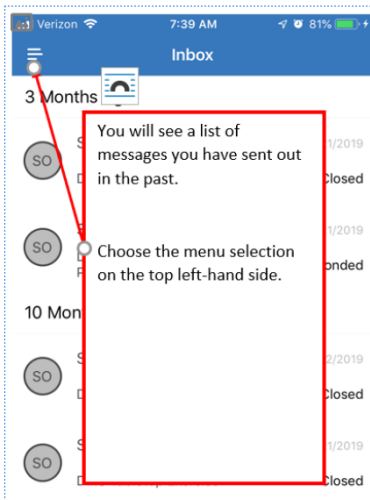 Verizon 7:39 AM 81%
Inbox
3 Months
You will see a list of
messages you have sent out
in the past.
Choose the menu selection
on the top left-hand side.
SO
1/2019
Closed
SO
1/2019
onded
10 Mon
SO
2/2019
Closed
SO
1/2019
Closed